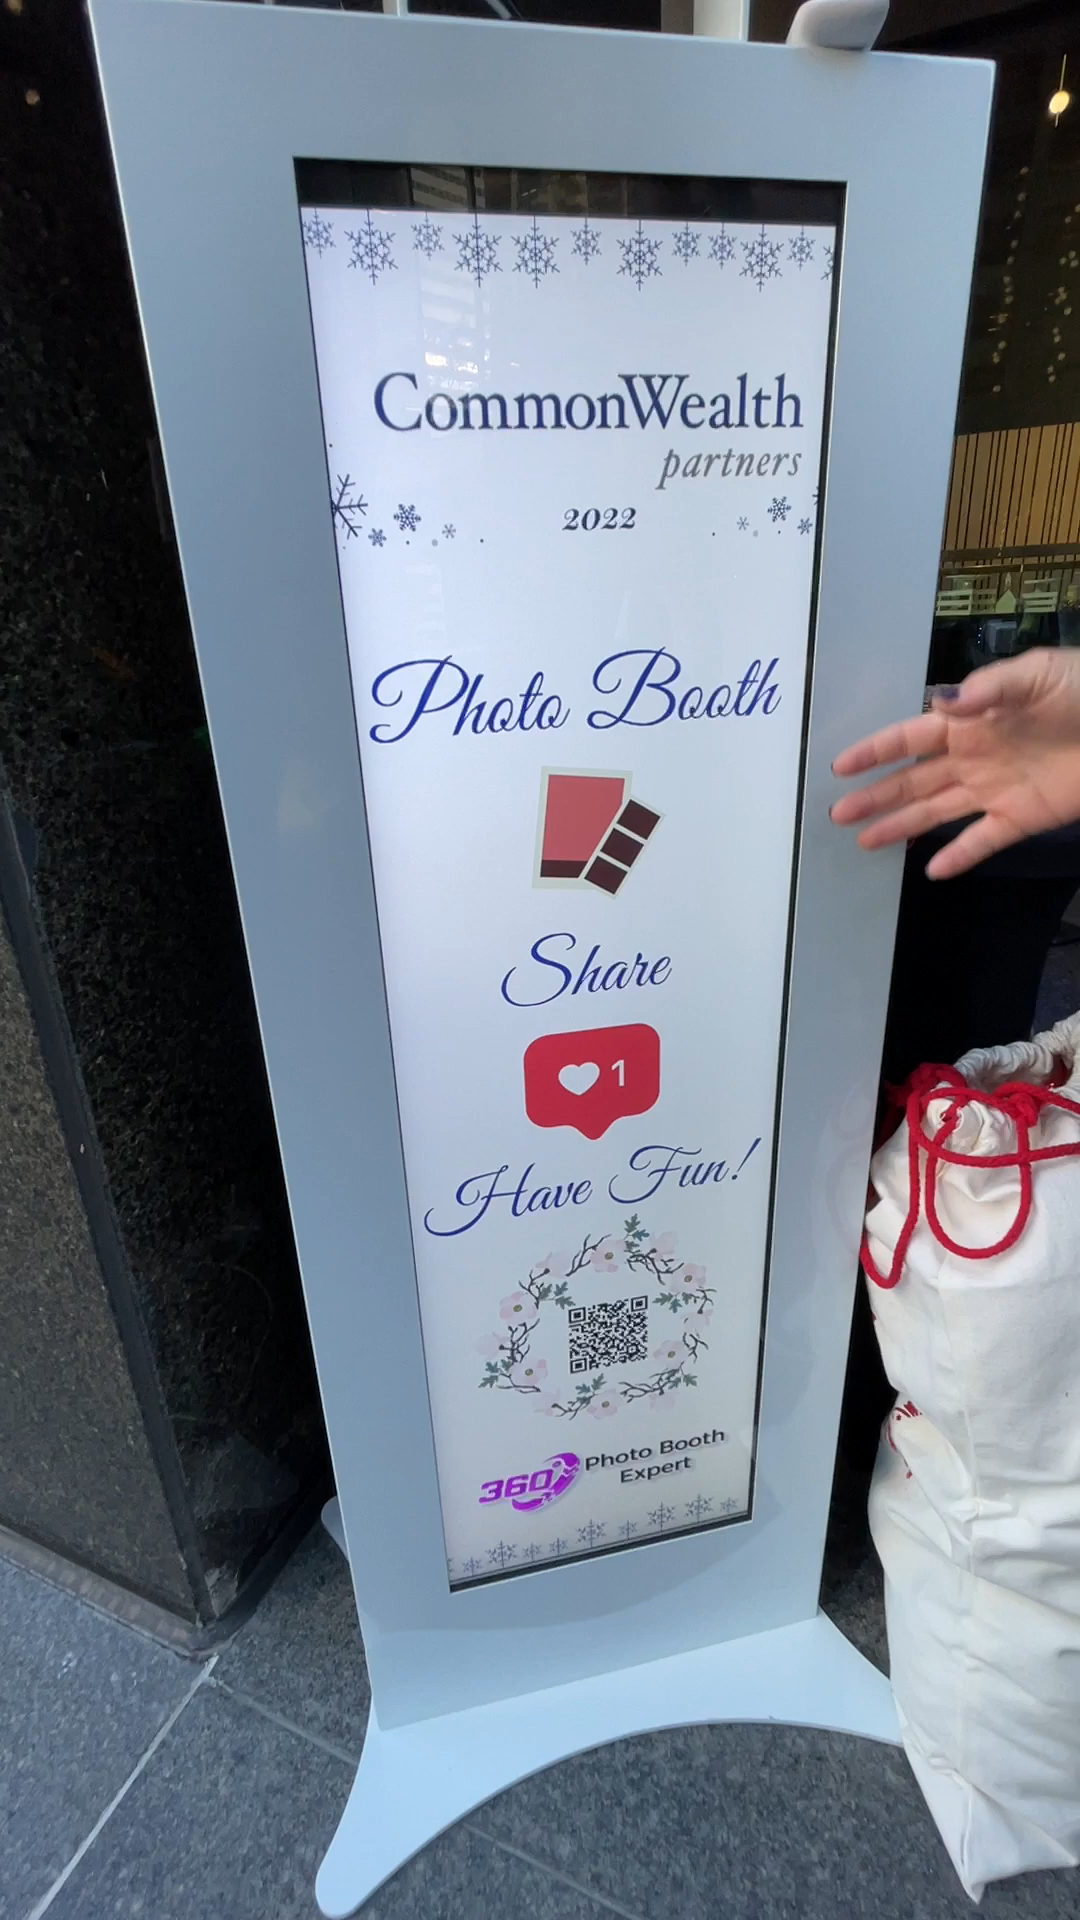 CommonWealth
partners
2022
Photo Booth
Share
1
Have Fun!
360
Photo Booth
Expert